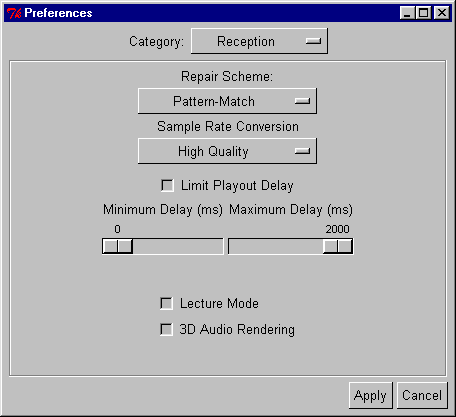 Preferences
Category: Reception
Repair Scheme:
Pattern-Match
Sample Rate Conversion
High Quality
Limit Playout Delay
Minimum Delay (ms) Maximum Delay (ms)
0 2000
Lecture Mode
3D Audio Rendering
Apply Cancel